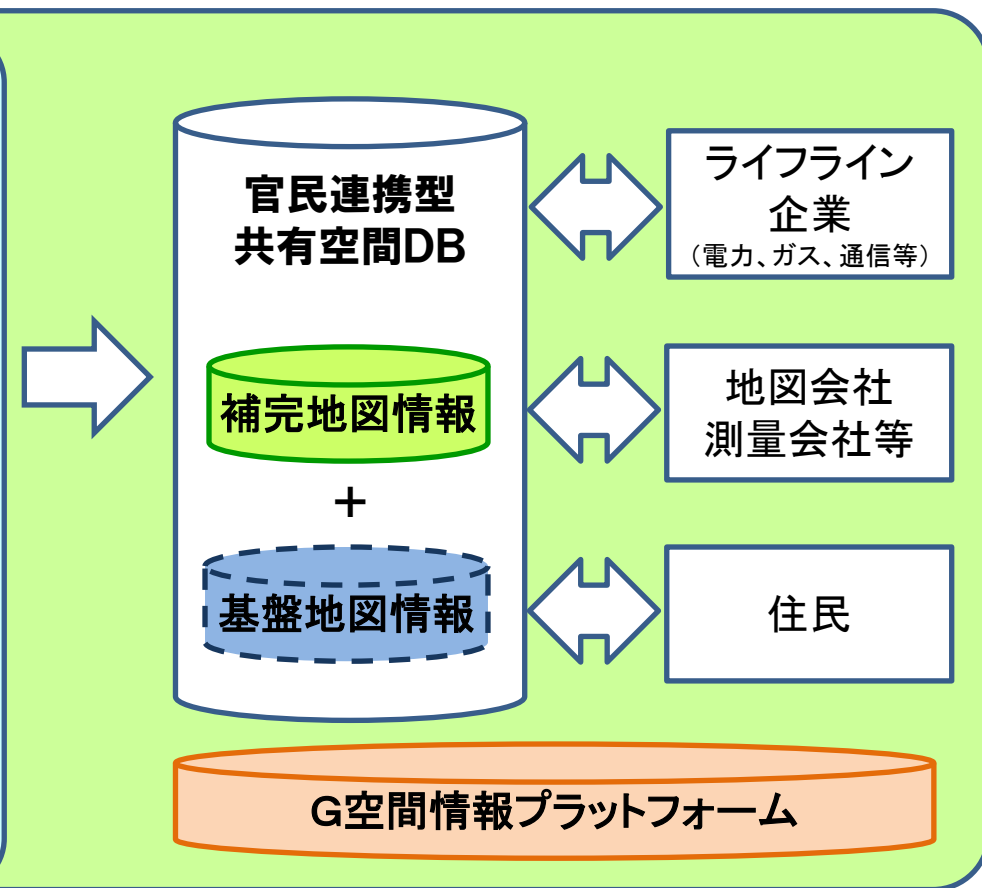 官民連携型
共有空間DB
補完地図情報
+
基盤地図情報
ライフライン
企業
(電力、ガス、通信等)
地図会社
測量会社等
住民
G空間情報プラットフォーム